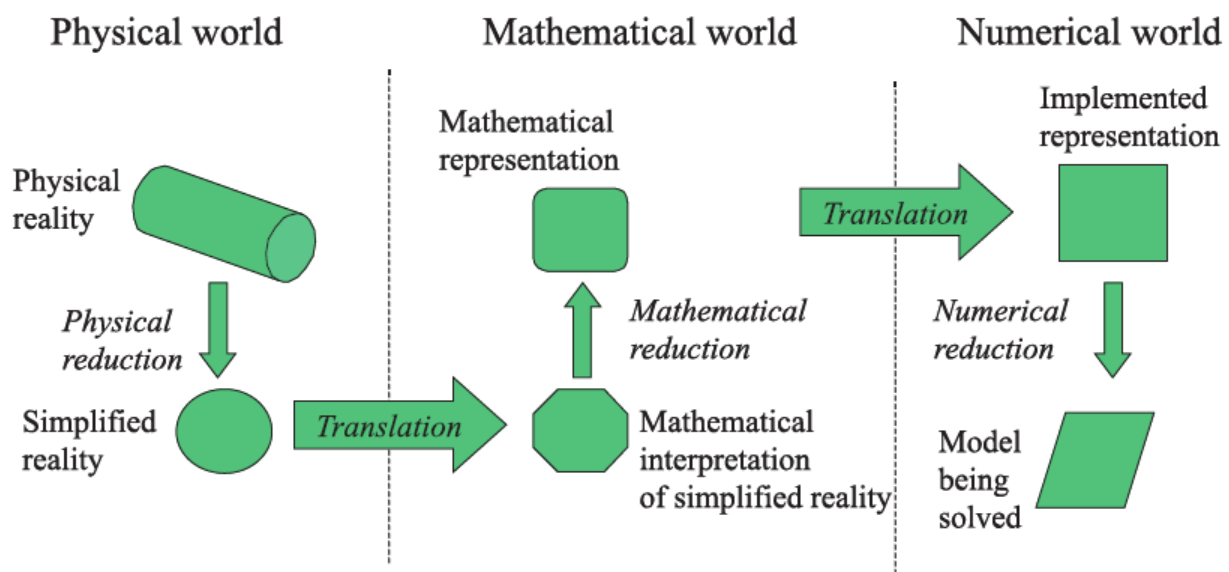 Physical world
Mathematical world
Numerical world
Physical
reality
Physical
reduction
Simplified
reality
Translation
Mathematical
representation
Mathematical
reduction
Mathematical
interpretation
of simplified reality
Translation
Implemented
representation
Numerical
reduction
Model
being
solved